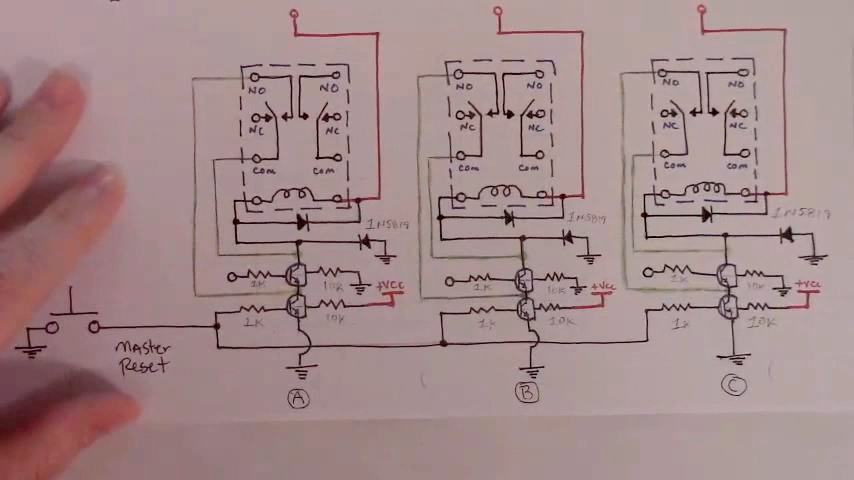 NO NO
NC NC
COM COM
1N5819
1K 10K
+VCC
1K 10K
A
NO NO
NC NC
COM COM
1N5819
1K 10K
+VCC
1K 10K
B
NO NO
NC NC
COM COM
1N5819
1K 10K
+VCC
1K 10K
C
MASTER
Reset